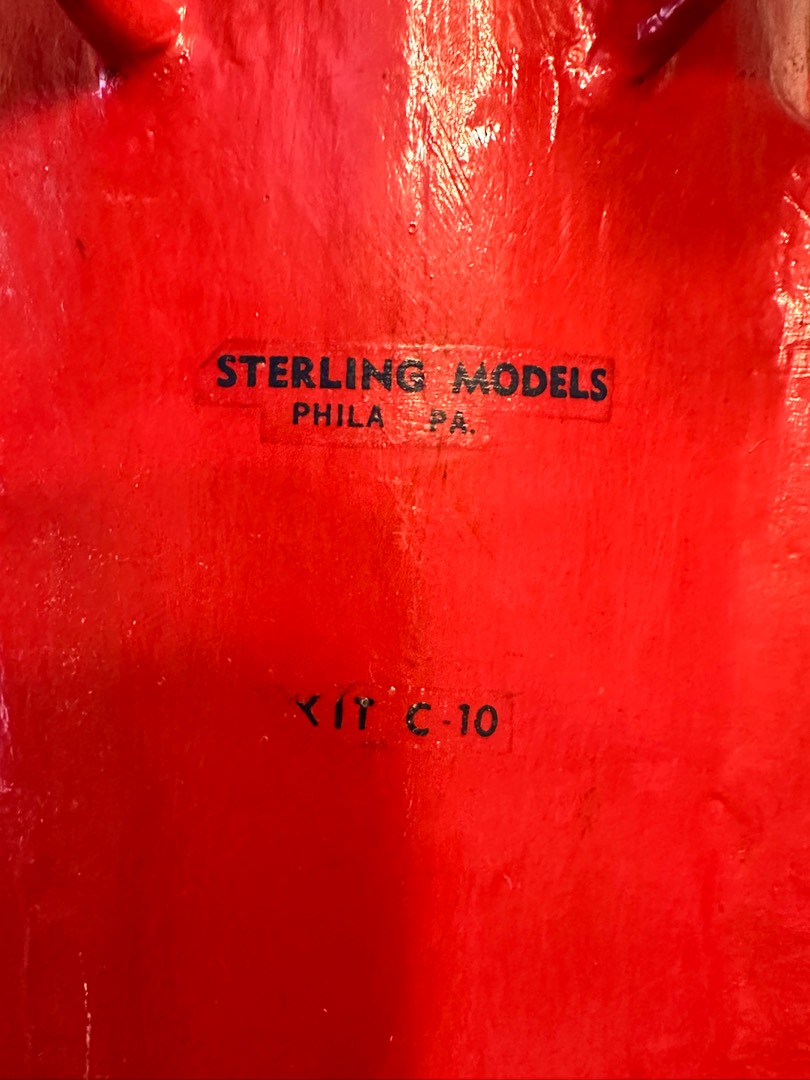 STERLING MODELS
PHILA PA.
KIT C-10